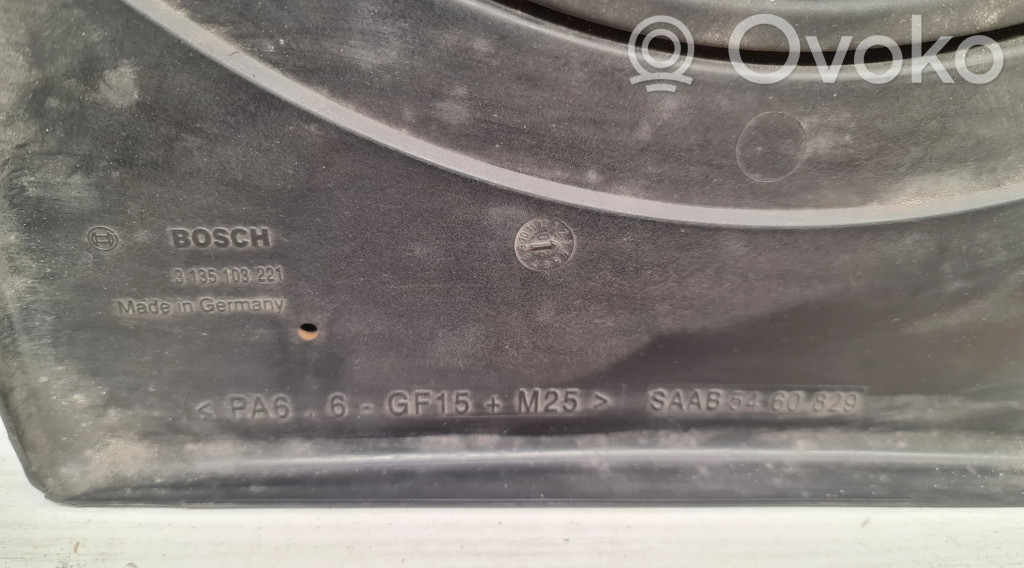 Ovoko
BOSCH
3 135 103 221
Made in Germany
< PA6 . 6 - GF15 + M25 > SAAB 54 60 829